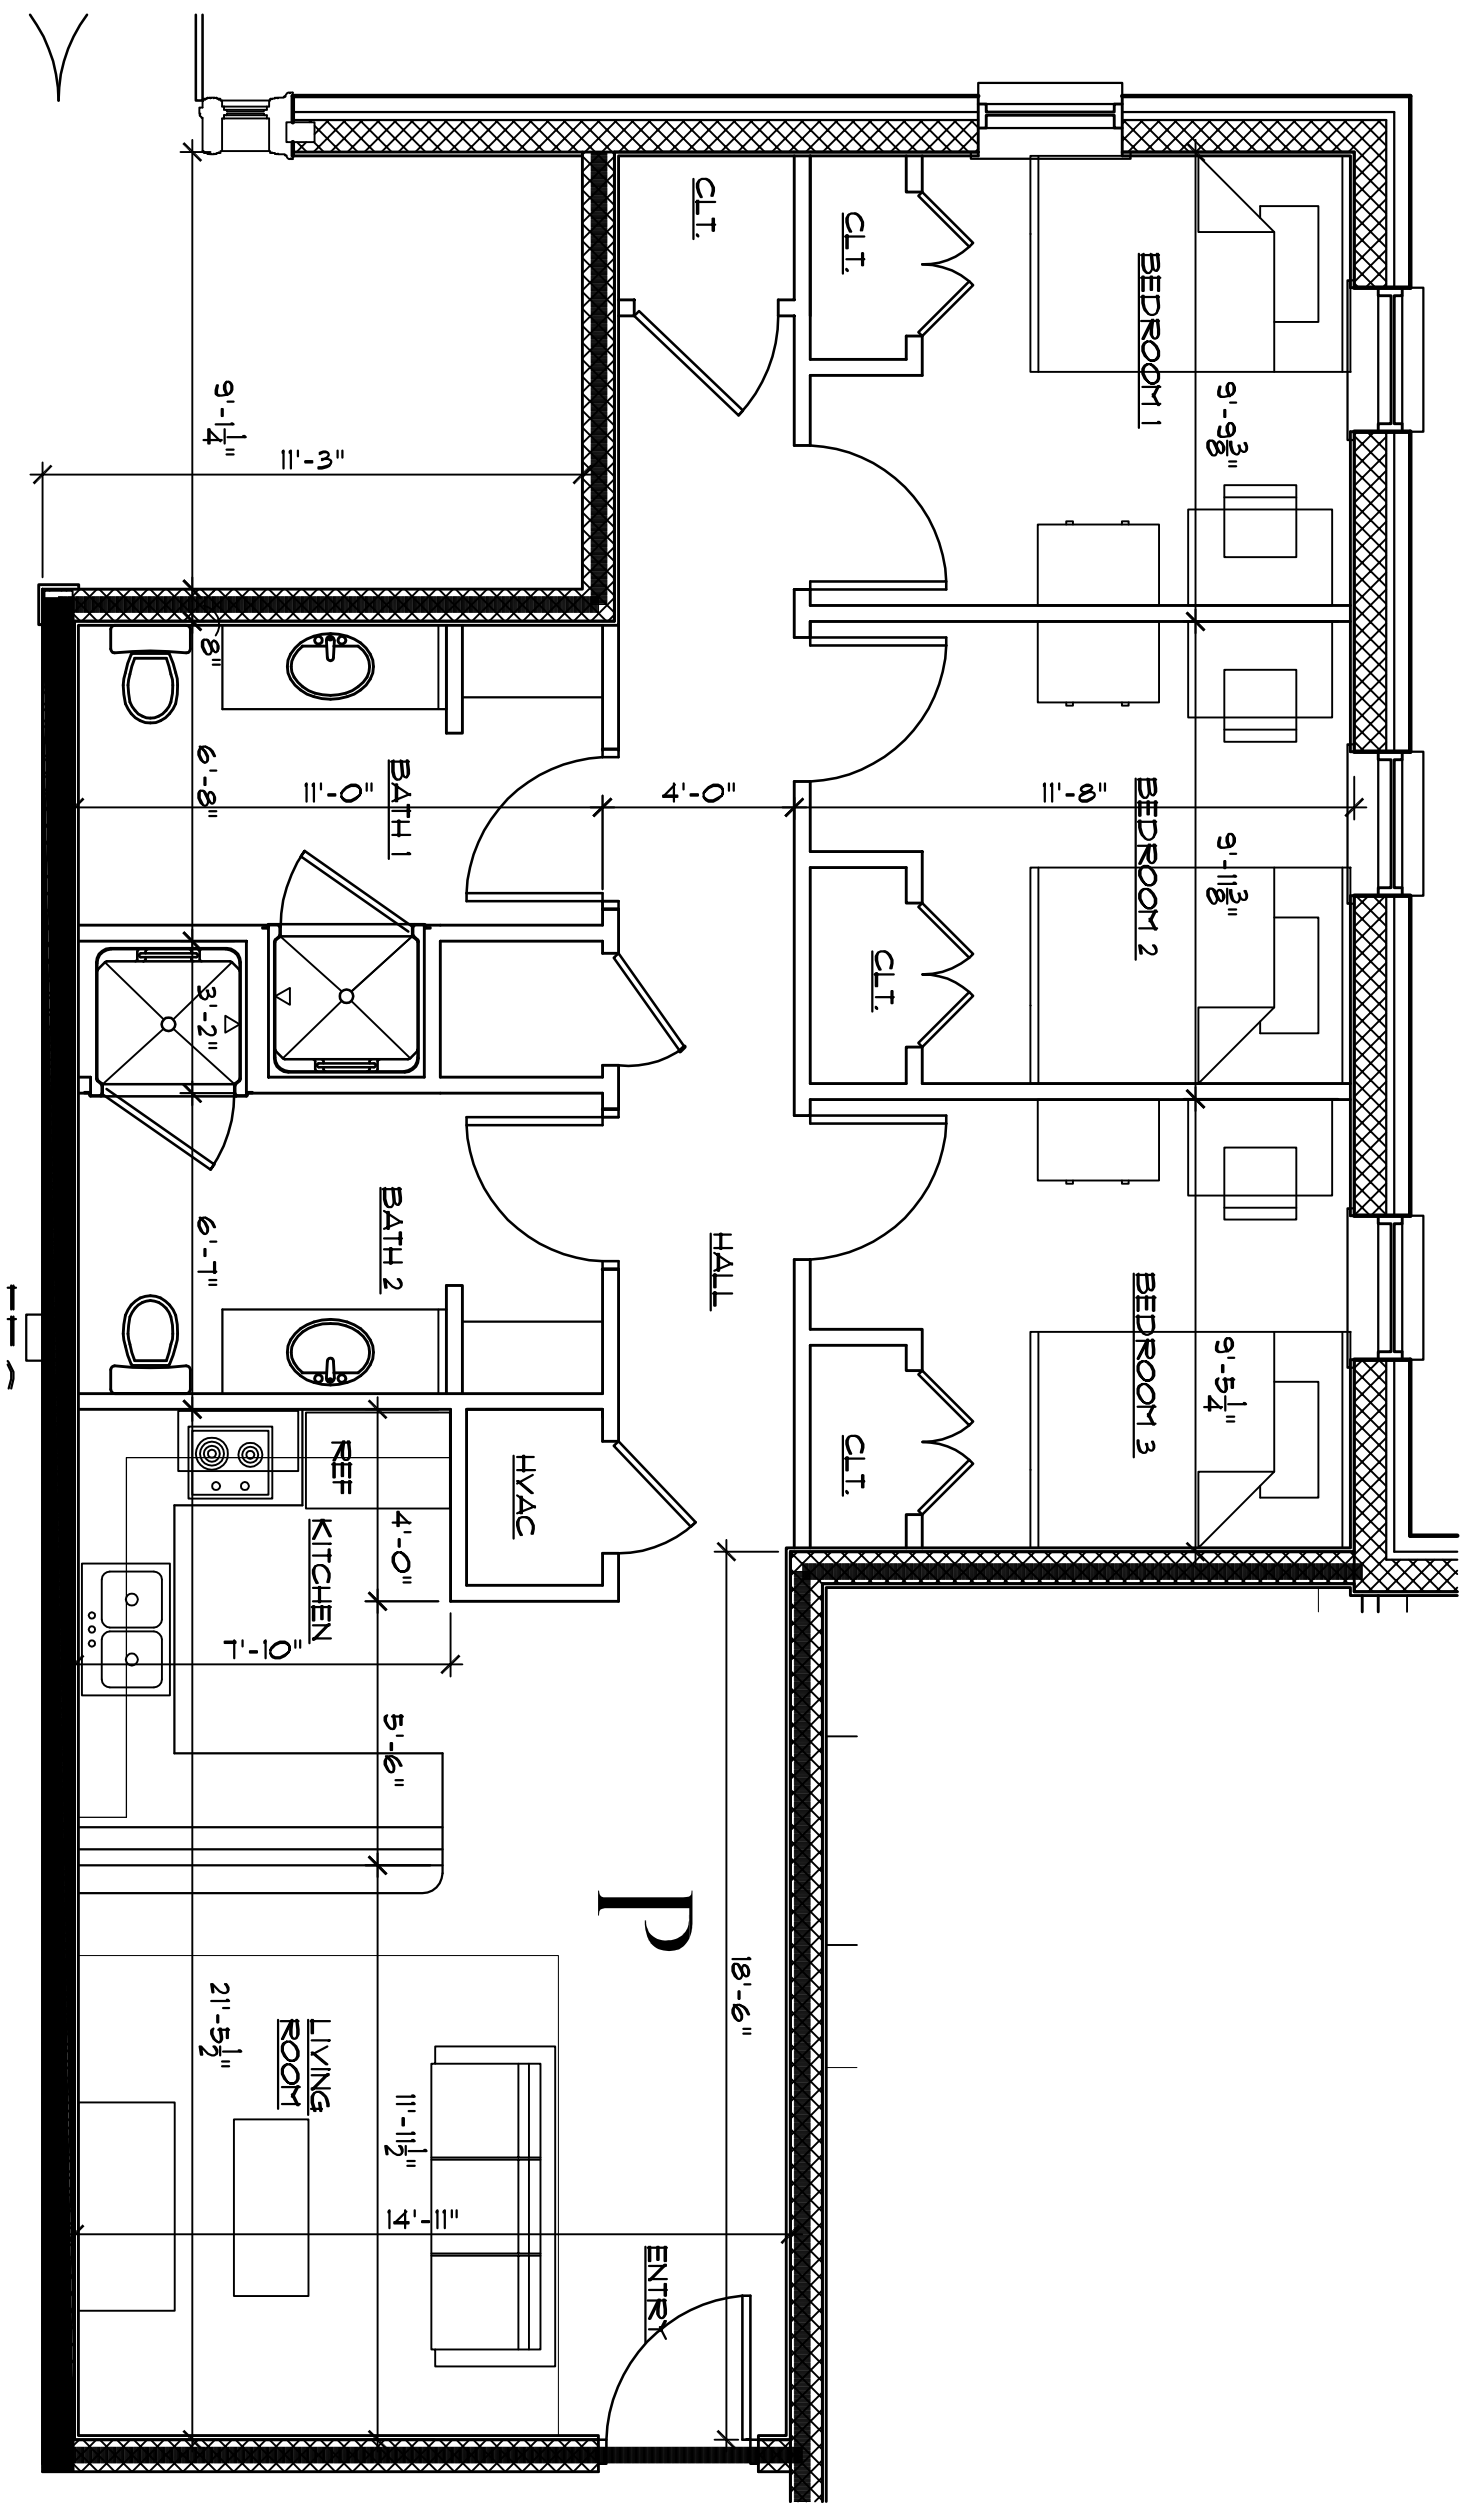 CLT.
CLT.
BEDROOM 1
9'-9 3/8"
9'-1 1/4"
11'-3"
8"
6'-8"
BATH 1
11'-0"
4'-0"
11'-8"
BEDROOM 2
9'-11 3/8"
CLT.
3'-2"
6'-7"
BATH 2
HALL
BEDROOM 3
9'-5 1/4"
CLT.
REF
HVAC
KITCHEN
4'-0"
7'-10"
5'-6"
P
18'-6"
21'-5 1/2"
LIVING
ROOM
11'-11 1/2"
14'-11"
ENTRY